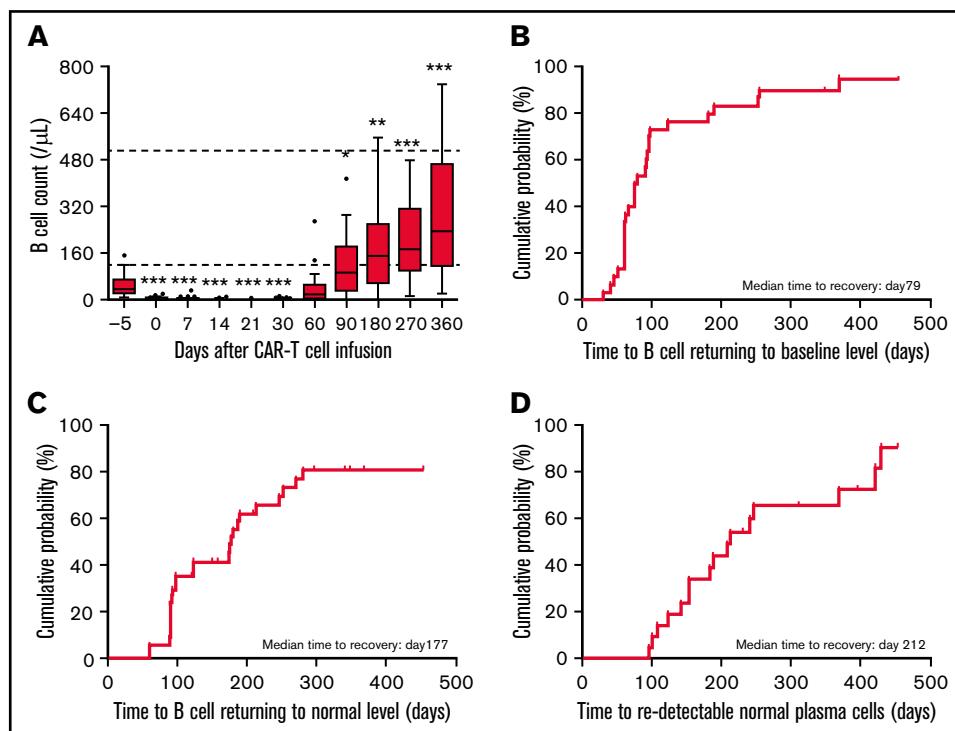 A
B cell count (/μL)
800
640
480
320
160
0
*** *** *** *** *** * ** *** ***
−5 0 7 14 21 30 60 90 180 270 360
Days after CAR-T cell infusion
B
Cumulative probability (%)
100
80
60
40
20
0
Median time to recovery: day79
0 100 200 300 400 500
Time to B cell returning to baseline level (days)
C
Cumulative probability (%)
100
80
60
40
20
0
Median time to recovery: day177
0 100 200 300 400 500
Time to B cell returning to normal level (days)
D
Cumulative probability (%)
100
80
60
40
20
0
Median time to recovery: day 212
0 100 200 300 400 500
Time to re-detectable normal plasma cells (days)